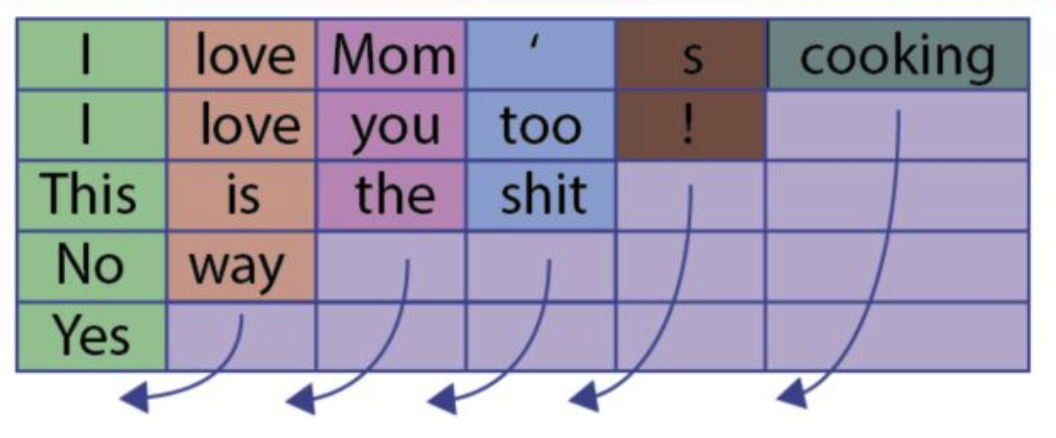 I love Mom ‘ s cooking
I love you too !
This is the shit
No way
Yes